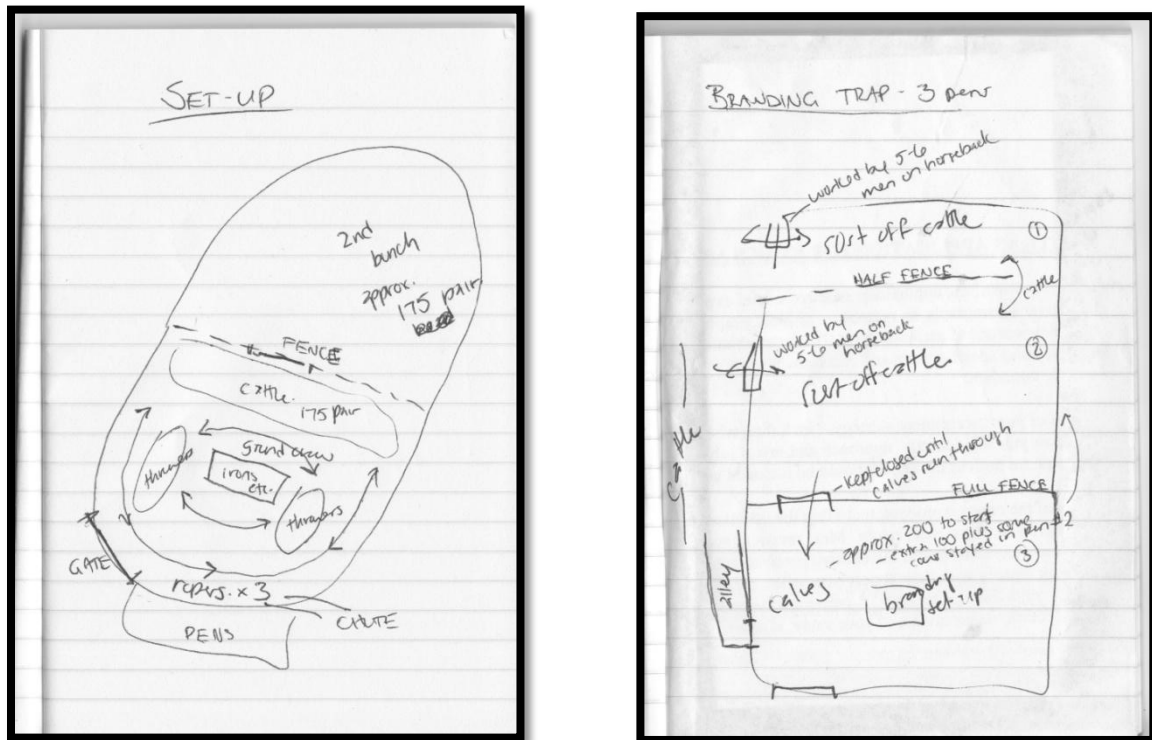 SET-UP
2nd
bunch
approx.
175 pair
FENCE
cattle.
175 pair
ground crew
throwers
irons
etc.
throwers
GATE
ropers. x 3
CHUTE
PENS
BRANDING TRAP - 3 pens
worked by 5-6
men on horseback
sort off cattle
①
HALF FENCE
cattle
worked by
5-6 men on
horseback
sort off cattle.
②
cattle
- Kept closed until
calves run through
FULL FENCE
- approx. 200 to start
- extra 100 plus some
cows stayed in pen #2
③
alley
calves
branding
set-up